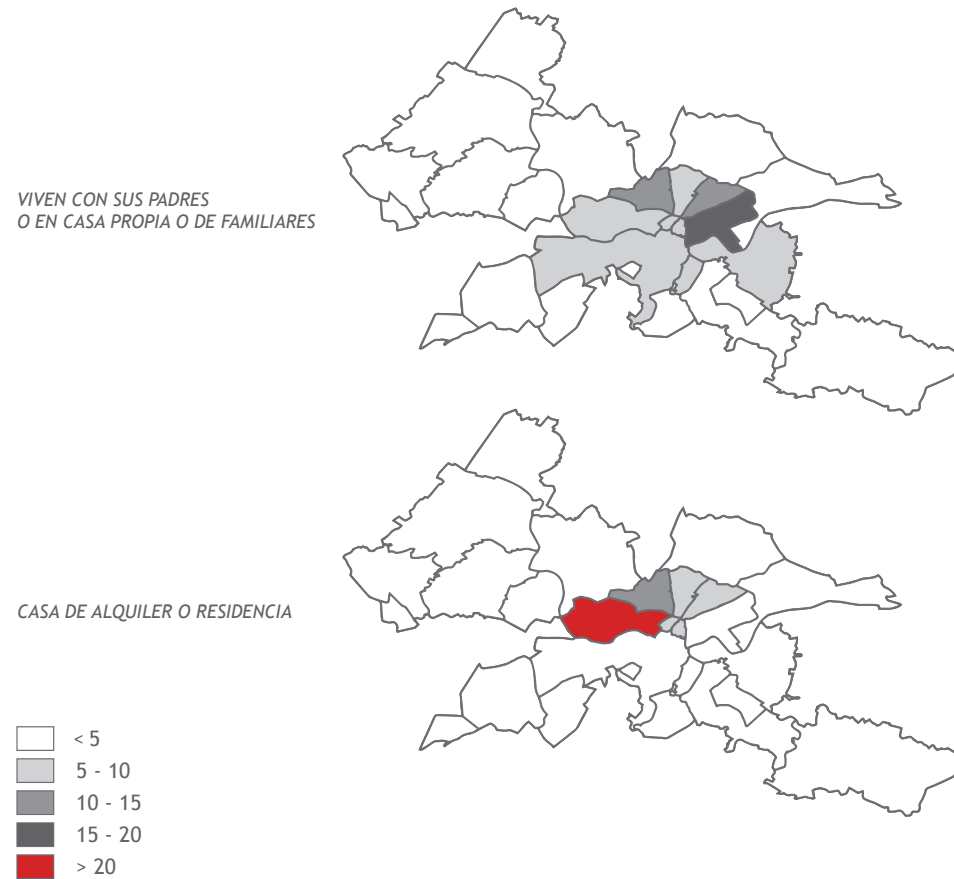 VIVEN CON SUS PADRES
O EN CASA PROPIA O DE FAMILIARES
CASA DE ALQUILER O RESIDENCIA
< 5
5 - 10
10 - 15
15 - 20
> 20